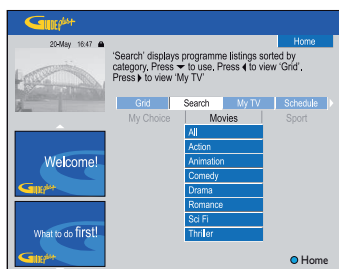 GUIDE Plus+
Home
20-May 16:47
'Search' displays programme listings sorted by
category, Press ▼ to use, Press ◀ to view 'Grid',
Press ▶ to view 'My TV'
Grid Search My TV Schedule
My Choice Movies Sport
All
Action
Animation
Comedy
Drama
Romance
Sci Fi
Thriller
Welcome!
GUIDE Plus+
What to do first!
GUIDE Plus+
Home